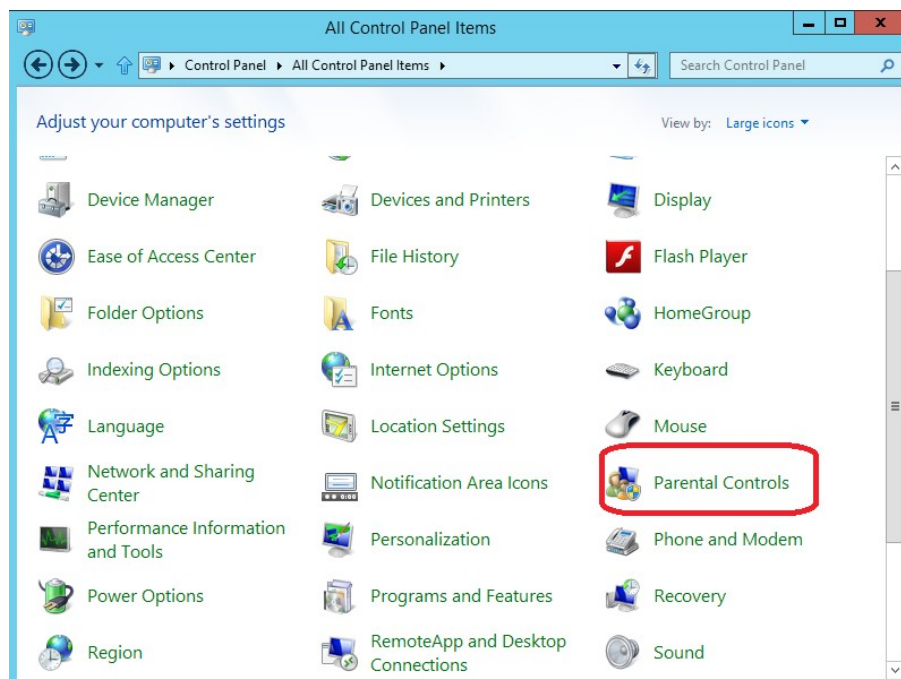 All Control Panel Items
Control Panel All Control Panel Items Search Control Panel
Adjust your computer's settings View by: Large icons
Device Manager Devices and Printers Display
Ease of Access Center File History Flash Player
Folder Options Fonts HomeGroup
Indexing Options Internet Options Keyboard
Language Location Settings Mouse
Network and Sharing
Center Notification Area Icons Parental Controls
Performance Information
and Tools Personalization Phone and Modem
Power Options Programs and Features Recovery
Region RemoteApp and Desktop
Connections Sound